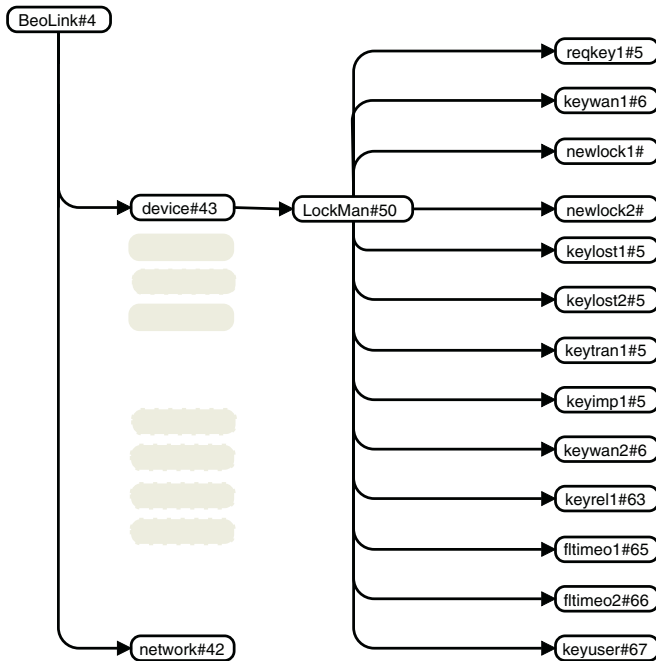 BeoLink#4
reqkey1#5
keywan1#6
newlock1#
device#43
LockMan#50
newlock2#
keylost1#5
keylost2#5
keytran1#5
keyimp1#5
keywan2#6
keyrel1#63
fltimeo1#65
fltimeo2#66
network#42
keyuser#67